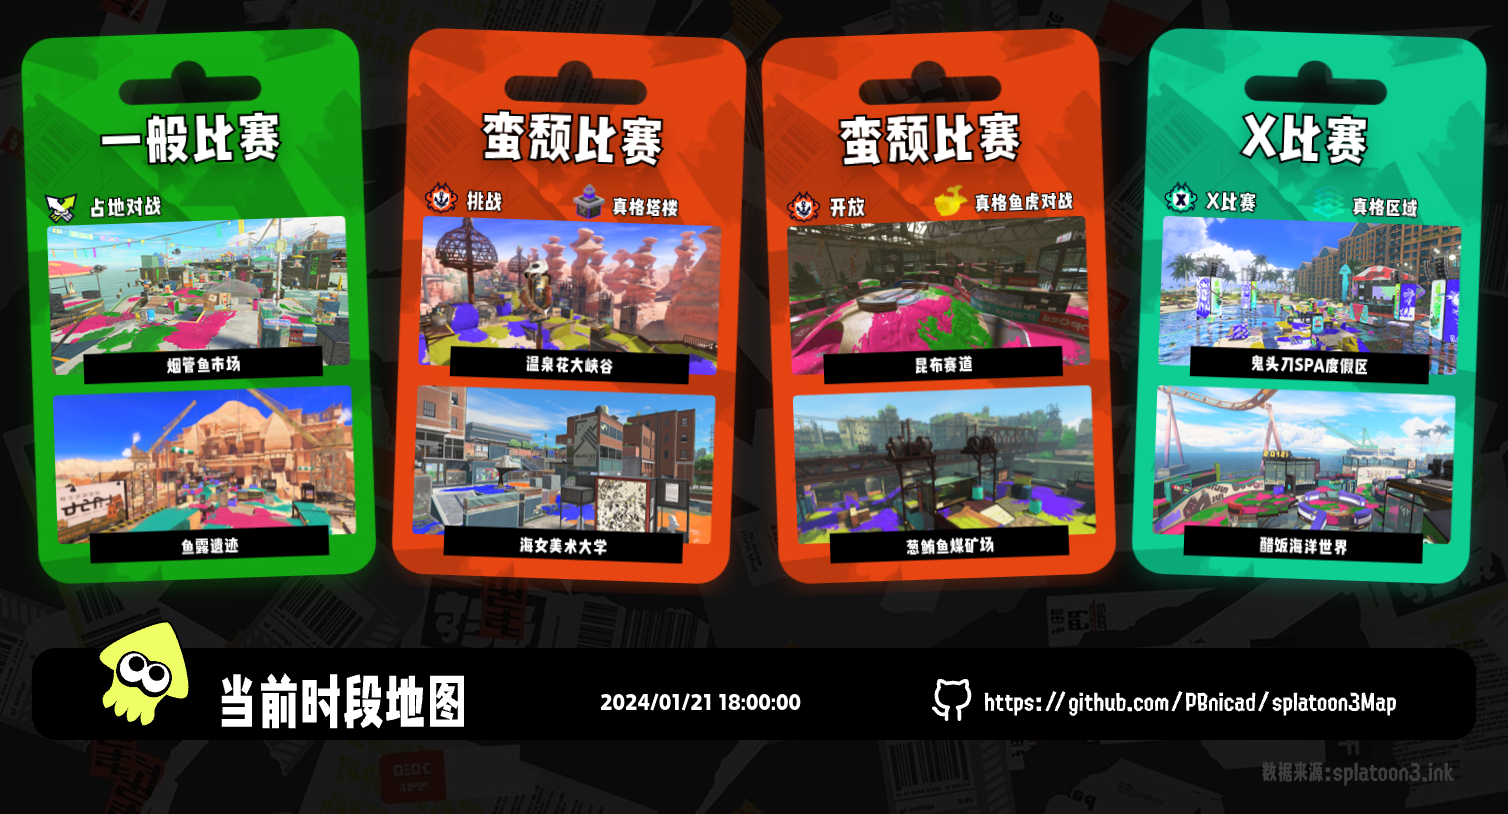 一般比赛
占地对战
烟管鱼市场
鱼露遗迹
蛮颓比赛
挑战
真格塔楼
温泉花大峡谷
海女美术大学
蛮颓比赛
开放
真格鱼虎对战
昆布赛道
葱鲔鱼煤矿场
X比赛
X比赛
真格区域
鬼头刀SPA度假区
醋饭海洋世界
当前时段地图
2024/01/21 18:00:00
https://github.com/PBnicad/splatoon3Map
数据来源:splatoon3.ink